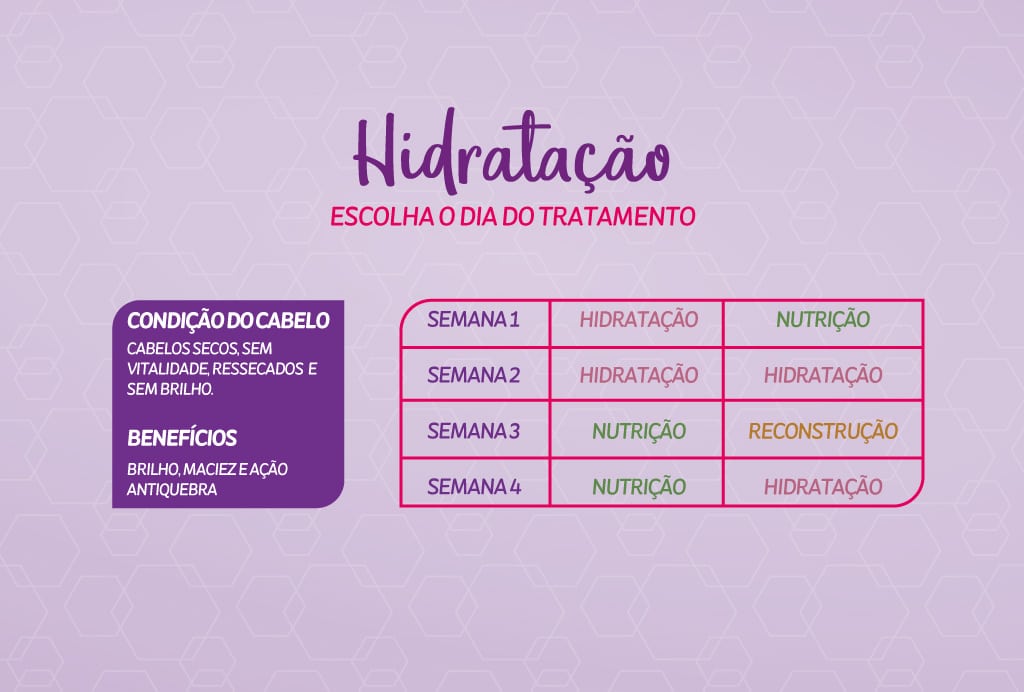 Hidratação
ESCOLHA O DIA DO TRATAMENTO
CONDIÇÃO DO CABELO
CABELOS SECOS, SEM
VITALIDADE, RESSECADOS E
SEM BRILHO.
BENEFÍCIOS
BRILHO, MACIEZ E AÇÃO
ANTIQUEBRA
SEMANA 1 HIDRATAÇÃO NUTRIÇÃO
SEMANA 2 HIDRATAÇÃO HIDRATAÇÃO
SEMANA 3 NUTRIÇÃO RECONSTRUÇÃO
SEMANA 4 NUTRIÇÃO HIDRATAÇÃO